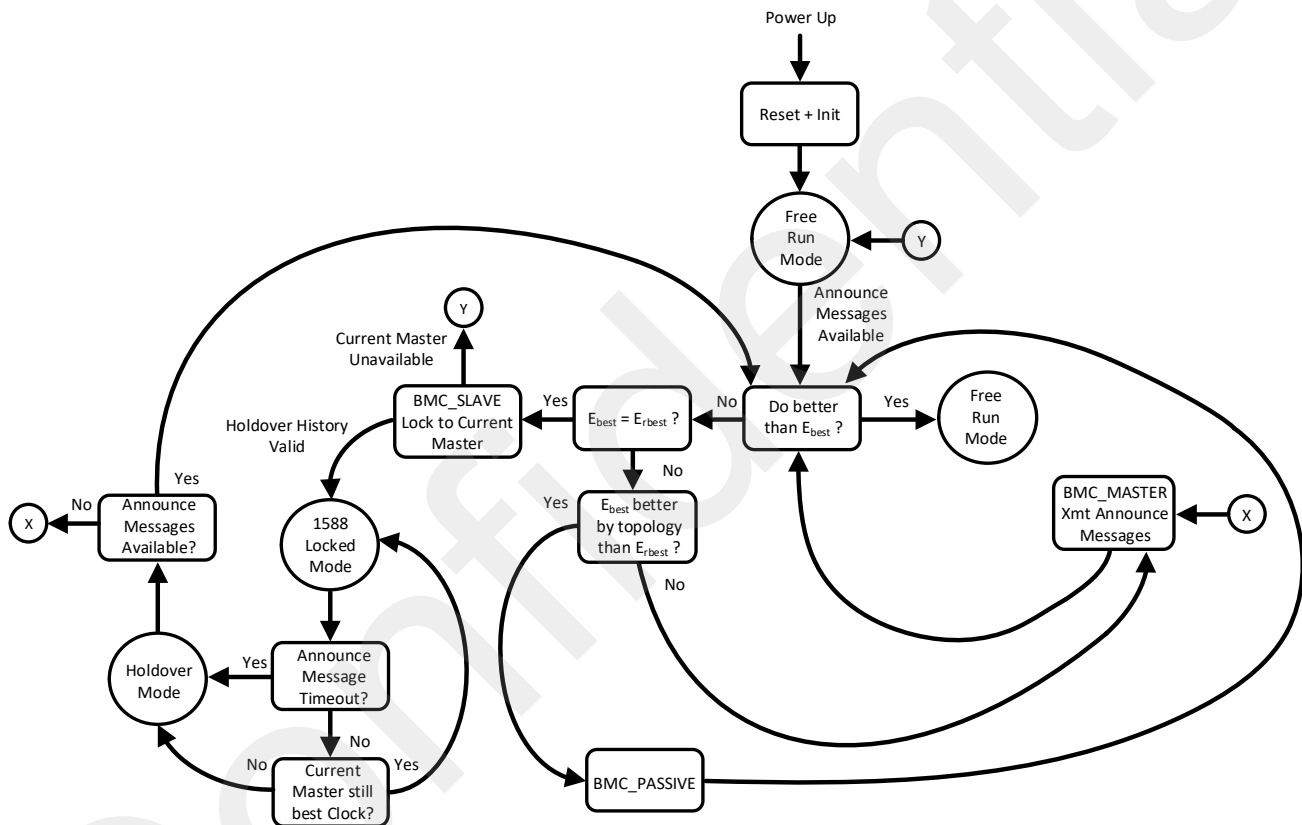 Power Up
Reset + Init
Free
Run
Mode
Y
Announce
Messages
Available
Y
Current Master
Unavailable
BMC_SLAVE
Lock to Current
Master
Yes
Ebest = Erbest ?
No
Do better
than Ebest ?
Yes
Free
Run
Mode
Holdover History
Valid
No
Yes
Ebest better
by topology
than Erbest ?
No
BMC_MASTER
Xmt Announce
Messages
X
X
No
Yes
Announce
Messages
Available?
1588
Locked
Mode
Holdover
Mode
Yes
Announce
Message
Timeout?
No
No
Current
Master still
best Clock?
Yes
BMC_PASSIVE